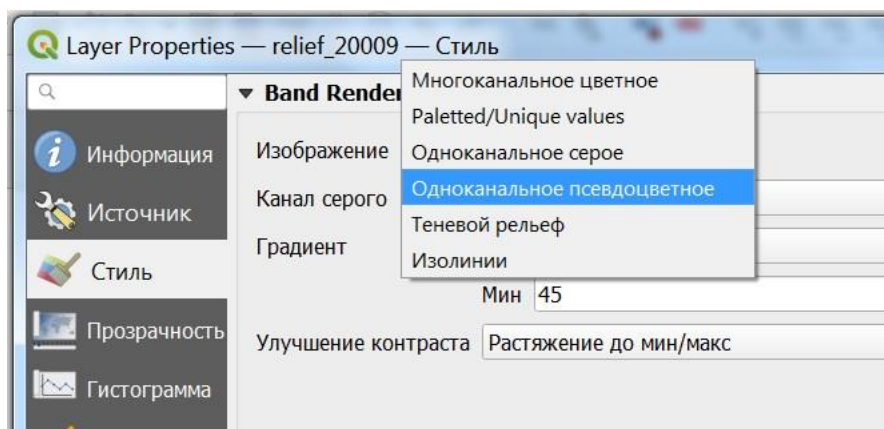 Layer Properties — relief_20009 — Стиль
Band Render
Информация
Источник
Стиль
Прозрачность
Гистограмма
Изображение
Канал серого
Градиент
Многоканальное цветное
Paletted/Unique values
Одноканальное серое
Одноканальное псевдоцветное
Теневой рельеф
Изолинии
Мин 45
Улучшение контраста Растяжение до мин/макс